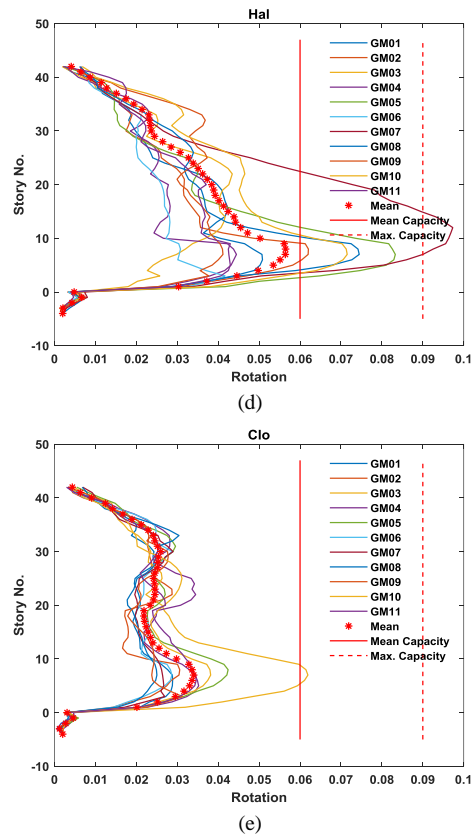 Hal
50
40
30
20
10
0
-10
Story No.
GM01
GM02
GM03
GM04
GM05
GM06
GM07
GM08
GM09
GM10
GM11
Mean
Mean Capacity
Max. Capacity
0 0.01 0.02 0.03 0.04 0.05 0.06 0.07 0.08 0.09 0.1
Rotation
(d)
Clo
50
40
30
20
10
0
-10
Story No.
GM01
GM02
GM03
GM04
GM05
GM06
GM07
GM08
GM09
GM10
GM11
Mean
Mean Capacity
Max. Capacity
0 0.01 0.02 0.03 0.04 0.05 0.06 0.07 0.08 0.09 0.1
Rotation
(e)